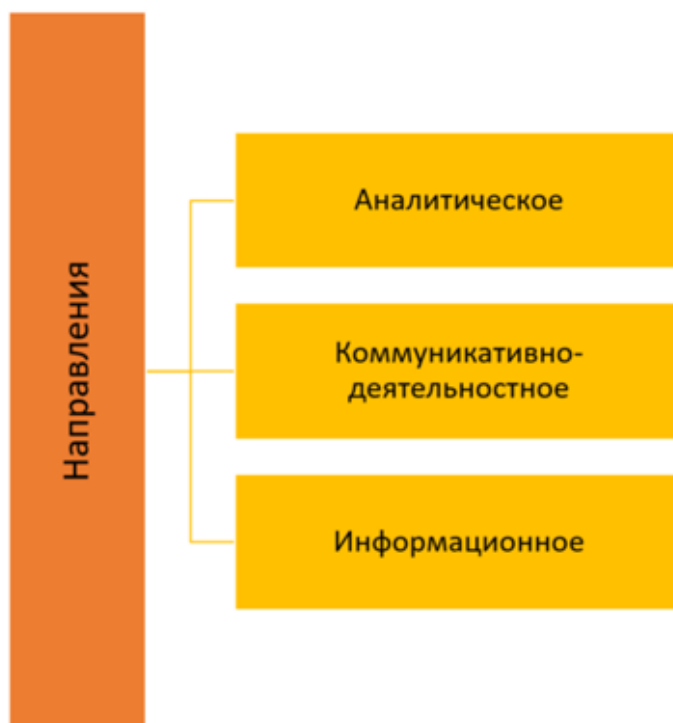 Направления
Аналитическое
Коммуникативно-
деятельностное
Информационное